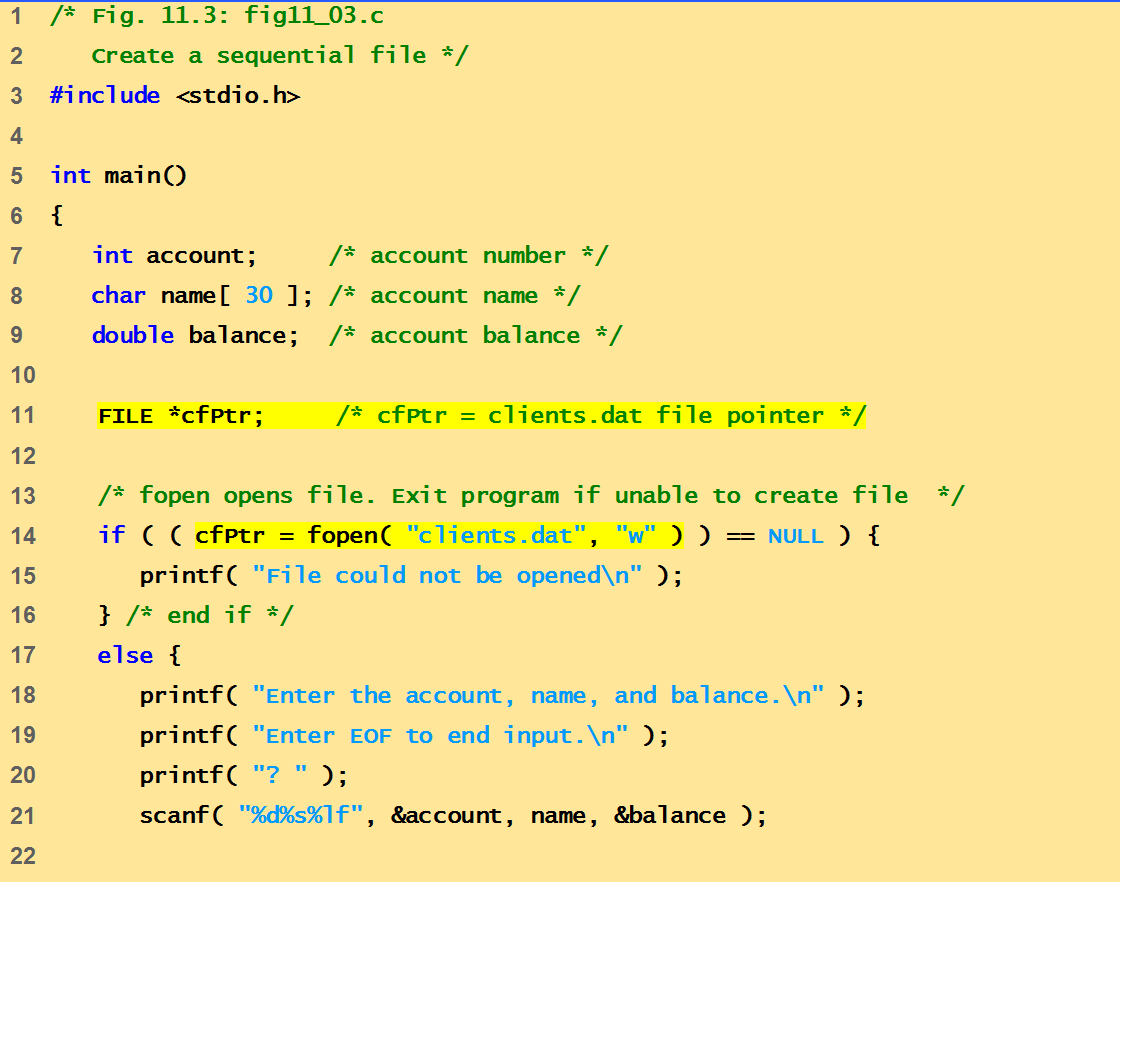 1 /* Fig. 11.3: fig11_03.c
2 Create a sequential file */
3 #include <stdio.h>
4
5 int main()
6 {
7 int account; /* account number */
8 char name[ 30 ]; /* account name */
9 double balance; /* account balance */
10
11 FILE *cfPtr; /* cfPtr = clients.dat file pointer */
12
13 /* fopen opens file. Exit program if unable to create file */
14 if ( ( cfPtr = fopen( "clients.dat", "w" ) ) == NULL ) {
15 printf( "File could not be opened\n" );
16 } /* end if */
17 else {
18 printf( "Enter the account, name, and balance.\n" );
19 printf( "Enter EOF to end input.\n" );
20 printf( "? " );
21 scanf( "%d%s%lf", &account, name, &balance );
22